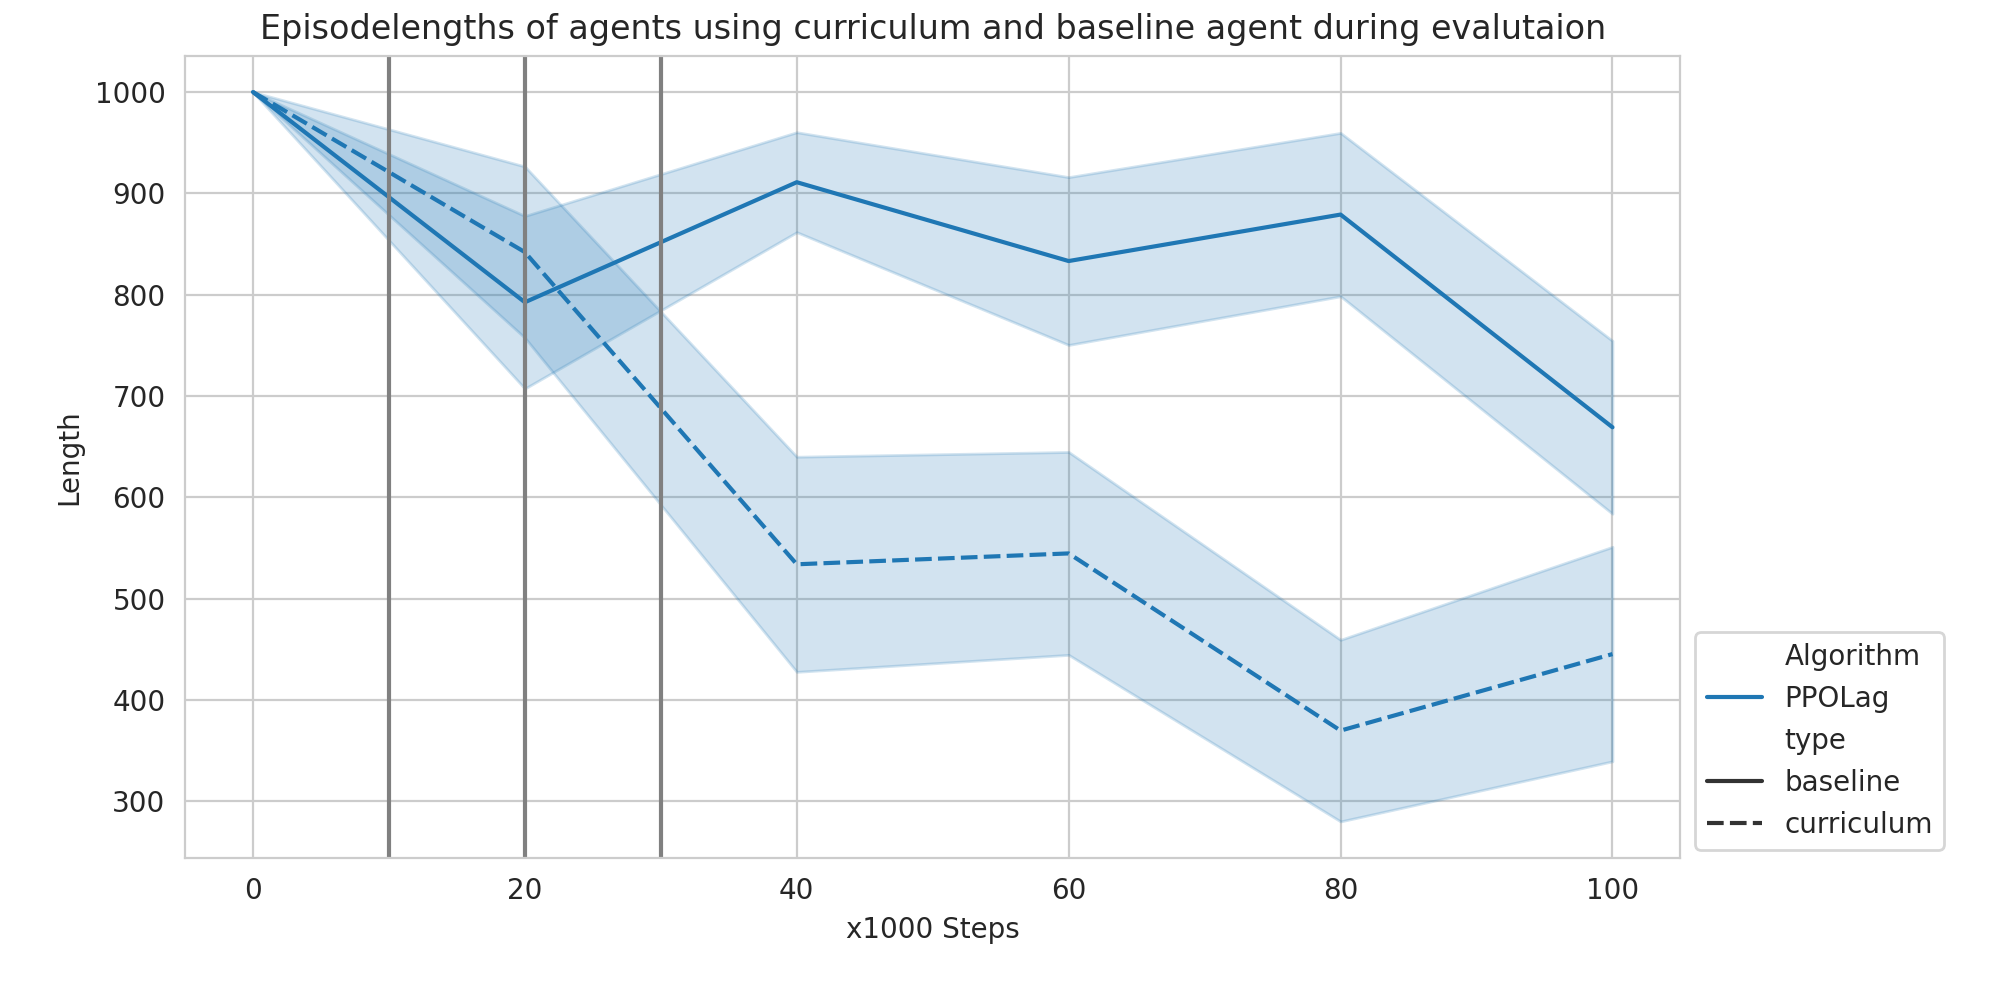 Episodelengths of agents using curriculum and baseline agent during evalutaion
1000
900
800
700
600
500
400
300
Length
0 20 40 60 80 100
x1000 Steps
Algorithm
PPOLag
type
baseline
curriculum